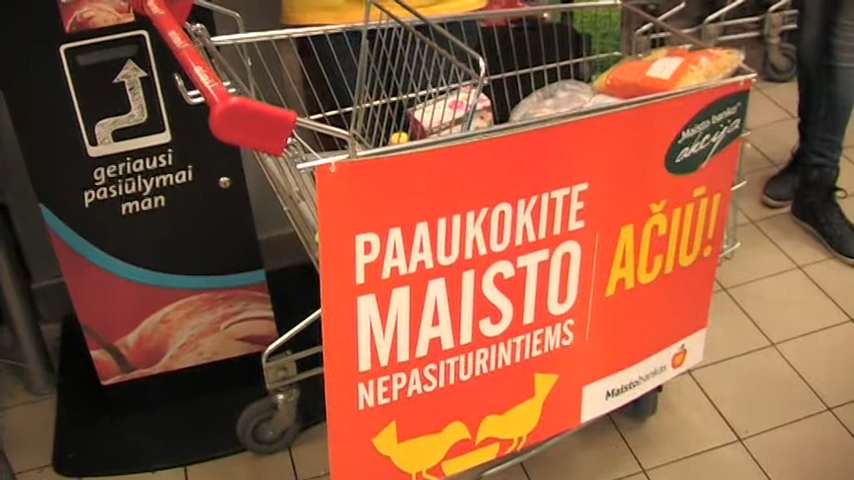 geriausi
pasiūlymai
man
PAAUKOKITE
MAISTO
NEPASITURINTIEMS
AČIŪ!
Maisto banko
akcija
Maistobankas